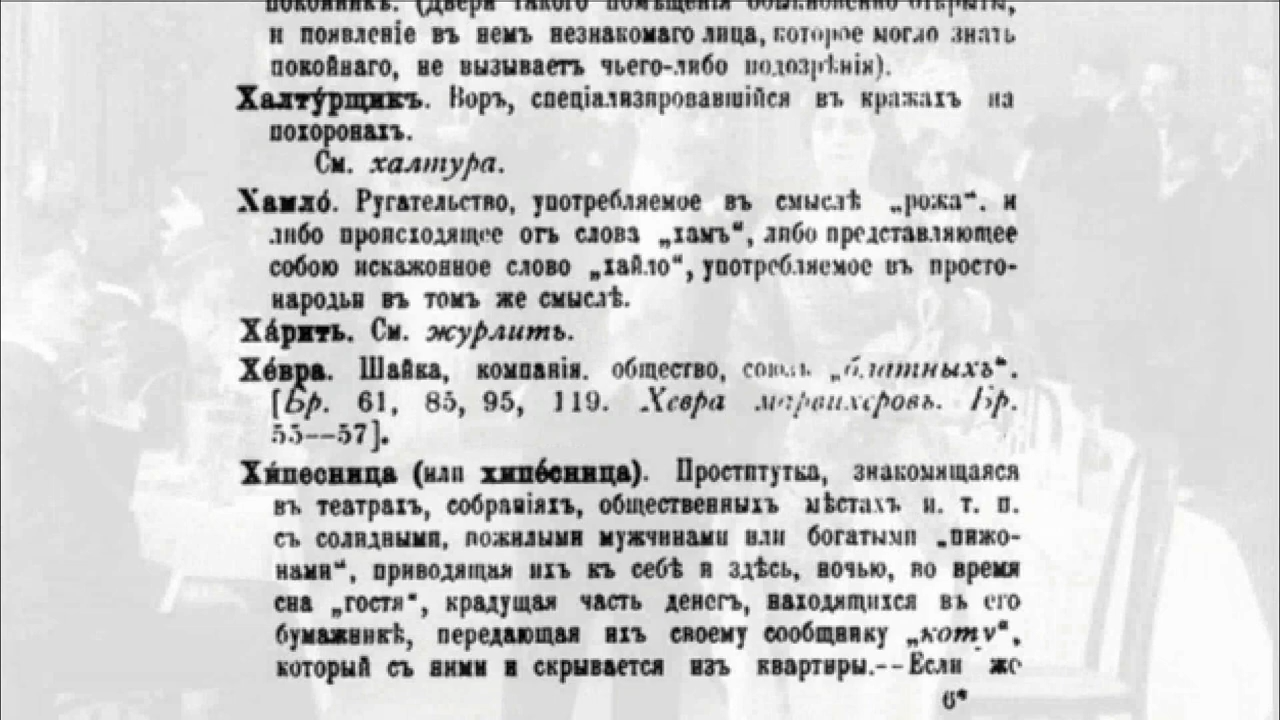 покойникъ. (Двери такого помѣщенія обыкновенно открыты,
и появленіе въ немъ незнакомаго лица, которое могло знать
покойнаго, не вызываетъ чьего-либо подозрѣнія).
Халту́рщикъ. Воръ, спеціализировавшійся въ кражахъ на
похоронахъ.
См. халтура.
Хамло́. Ругательство, употребляемое въ смыслѣ „рожа“. и
либо происходящее отъ слова „хамъ“, либо представляющее
собою искажонное слово „хайло“, употребляемое въ просто-
народьи въ томъ же смыслѣ.
Ха́рить. См. журлить.
Хе́вра. Шайка, компанія. общество, союзъ „блатныхъ“.
[Бр. 61, 85, 95, 119. Хевра марвихеровъ. Бр.
55--57].
Хи́песница (или хипе́сница). Проститутка, знакомящаяся
въ театрахъ, собраніяхъ, общественныхъ мѣстахъ и. т. п.
съ солидными, пожилыми мужчинами или богатыми „пижо-
нами“, приводящая ихъ къ себѣ и здѣсь, ночью, во время
сна „гостя“, крадущая часть денегъ, находящихся въ его
бумажникѣ, передающая ихъ своему сообщнику „коту“,
который съ ними и скрывается изъ квартиры.--Если же
6*